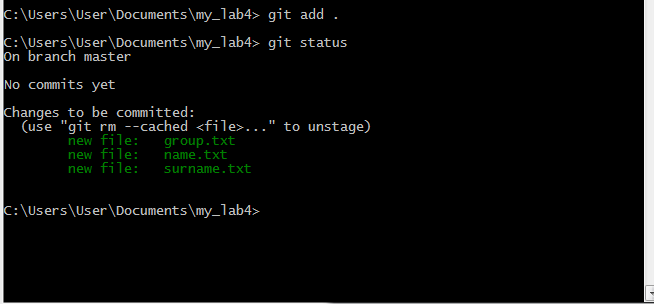 C:\Users\User\Documents\my_lab4> git add .
C:\Users\User\Documents\my_lab4> git status
On branch master
No commits yet
Changes to be committed:
  (use "git rm --cached <file>..." to unstage)
        new file:   group.txt
        new file:   name.txt
        new file:   surname.txt
C:\Users\User\Documents\my_lab4>